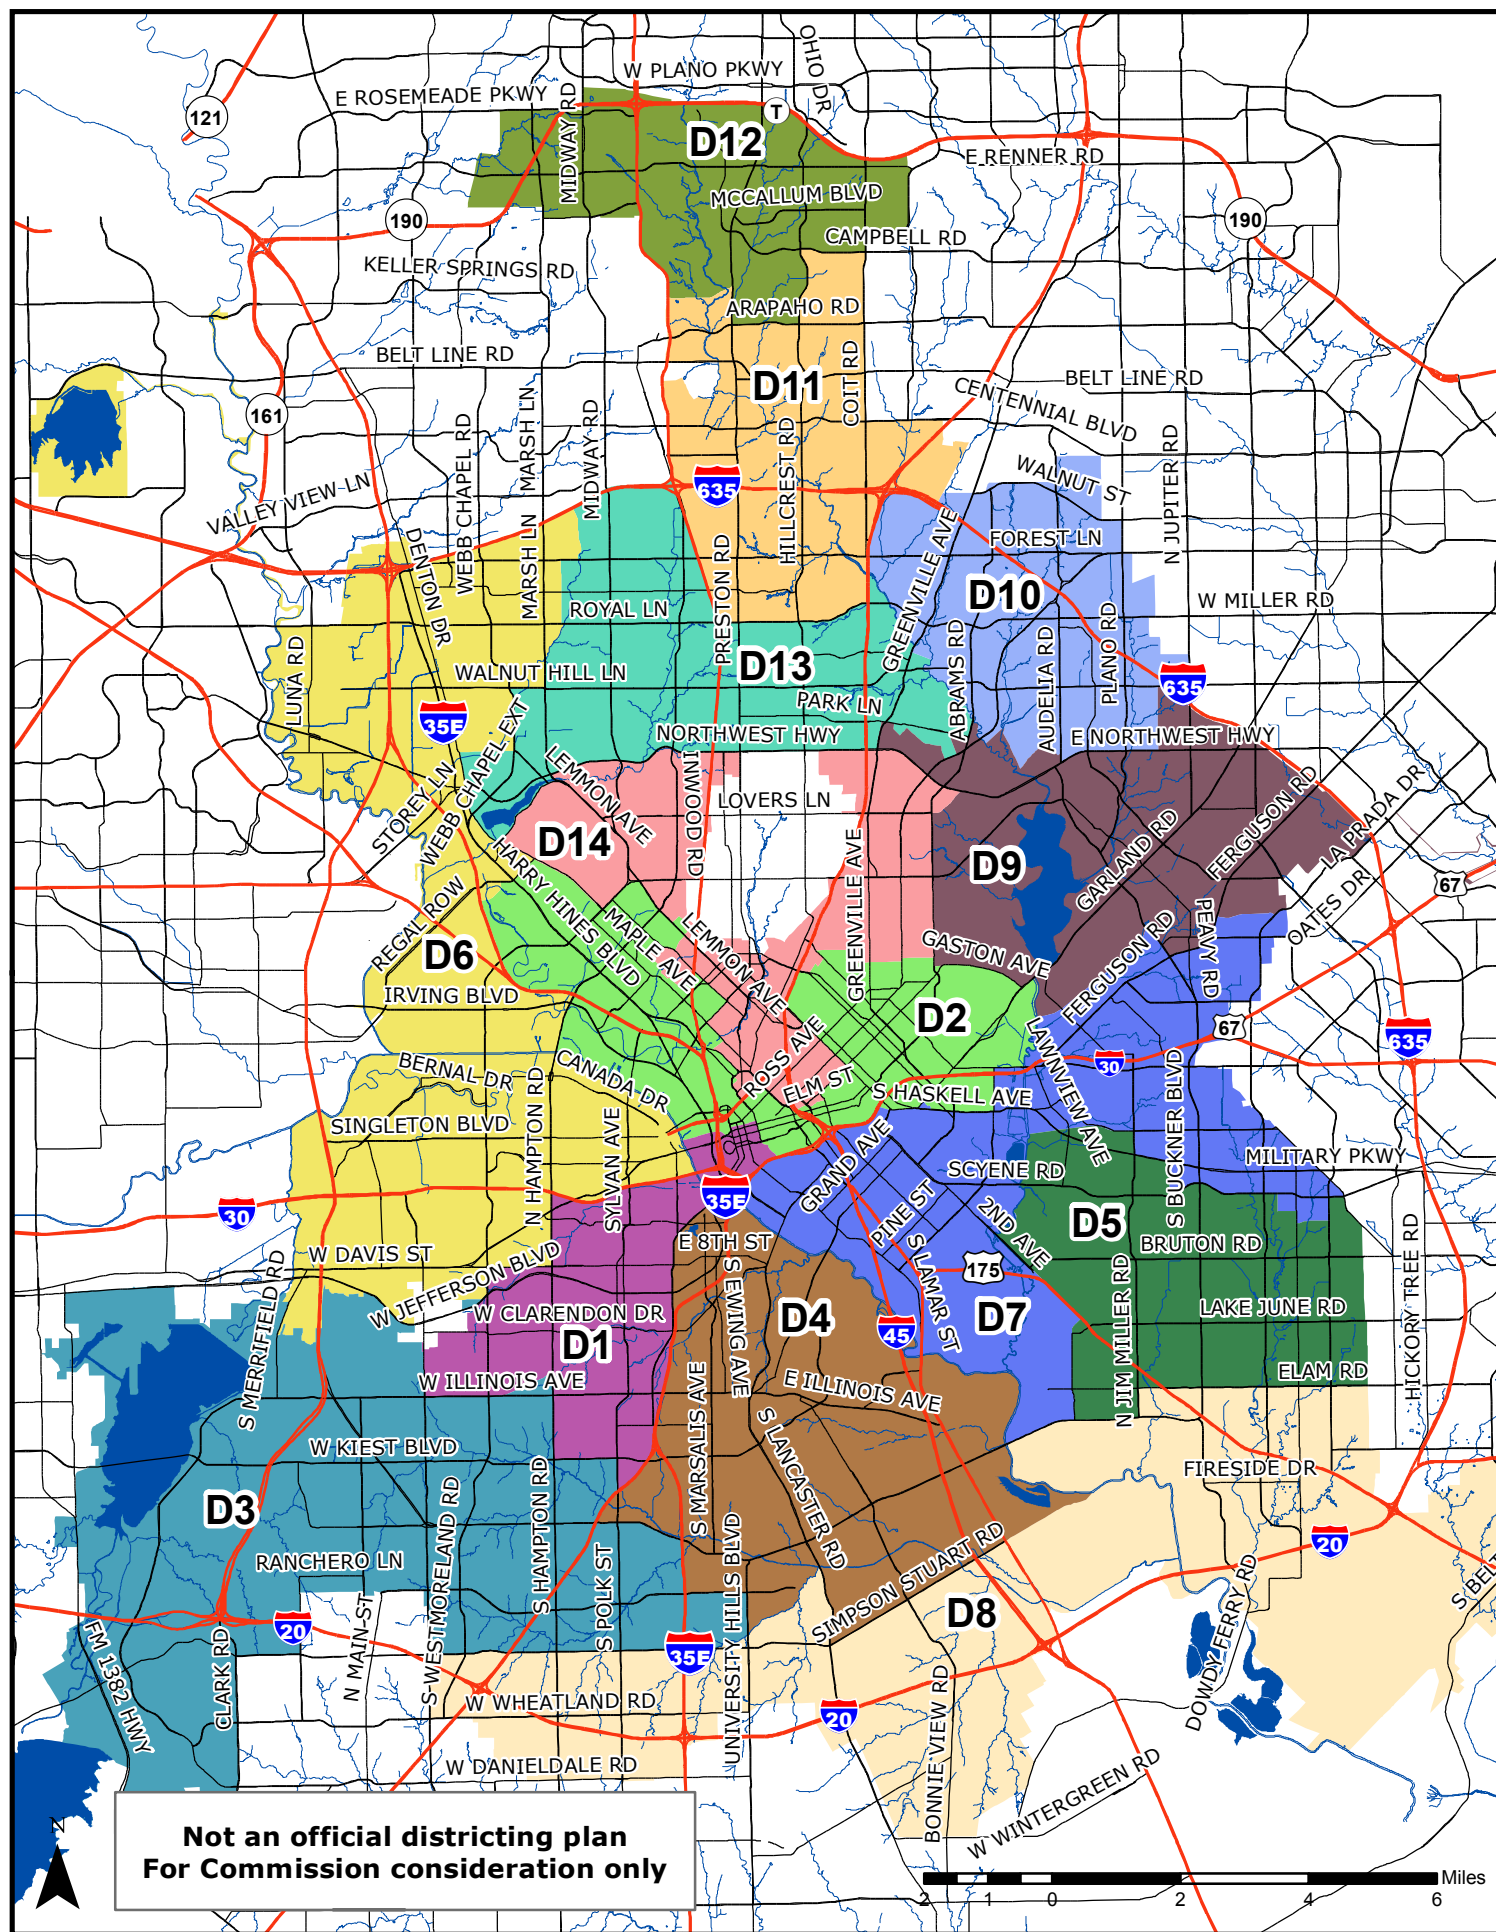 OHIO DR
W PLANO PKWY
E ROSEMEADE PKWY
MIDWAY RD
121
T
D12
E RENNER RD
MCCALLUM BLVD
190
190
CAMPBELL RD
KELLER SPRINGS RD
ARAPAHO RD
BELT LINE RD
COIT RD
BELT LINE RD
D11
CENTENNIAL BLVD
161
WEBB CHAPEL RD
MARSH LN
MIDWAY RD
HILLCREST RD
N JUPITER RD
WALNUT ST
VALLEY VIEW LN
635
DENTON DR
MARSH LN
PRESTON RD
GREENVILLE AVE
FOREST LN
D10
ROYAL LN
W MILLER RD
ABRAMS RD
AUDELIA RD
PLANO RD
LUNA RD
WALNUT HILL LN
D13
635
PARK LN
35E
NORTHWEST HWY
E NORTHWEST HWY
STOREY LN
WEBB CHAPEL EXT
LEMMON AVE
INWOOD RD
LOVERS LN
FERGUSON RD
LA PRADA DR
D14
GREENVILLE AVE
D9
GARLAND RD
HARRY HINES BLVD
67
REGAL ROW
MAPLE AVE
LEMMON AVE
PEAVY RD
OATES DR
D6
GASTON AVE
FERGUSON RD
IRVING BLVD
D2
67
635
BERNAL DR
CANADA DR
ROSS AVE
LAWNVIEW AVE
30
N HAMPTON RD
ELM ST
S HASKELL AVE
S BUCKNER BLVD
SINGLETON BLVD
SYLVAN AVE
GRAND AVE
SCYENE RD
MILITARY PKWY
30
35E
PINE ST
2ND AVE
D5
W DAVIS ST
E 8TH ST
S LAMAR ST
BRUTON RD
S MERRIFIELD RD
W JEFFERSON BLVD
S EWING AVE
175
N JIM MILLER RD
HICKORY TREE RD
W CLARENDON DR
D4
D7
LAKE JUNE RD
D1
45
W ILLINOIS AVE
E ILLINOIS AVE
ELAM RD
S MARSALIS AVE
S LANCASTER RD
W KIEST BLVD
FIRESIDE DR
D3
S WESTMORELAND RD
S HAMPTON RD
S POLK ST
UNIVERSITY HILLS BLVD
SIMPSON STUART RD
20
RANCHERO LN
DOWDY FERRY RD
S BELT
N MAIN ST
D8
20
FM 1382 HWY
CLARK RD
35E
W WHEATLAND RD
20
BONNIE VIEW RD
W DANIELDALE RD
W WINTERGREEN RD
N
Not an official districting plan
For Commission consideration only
Miles
2 1 0 2 4 6